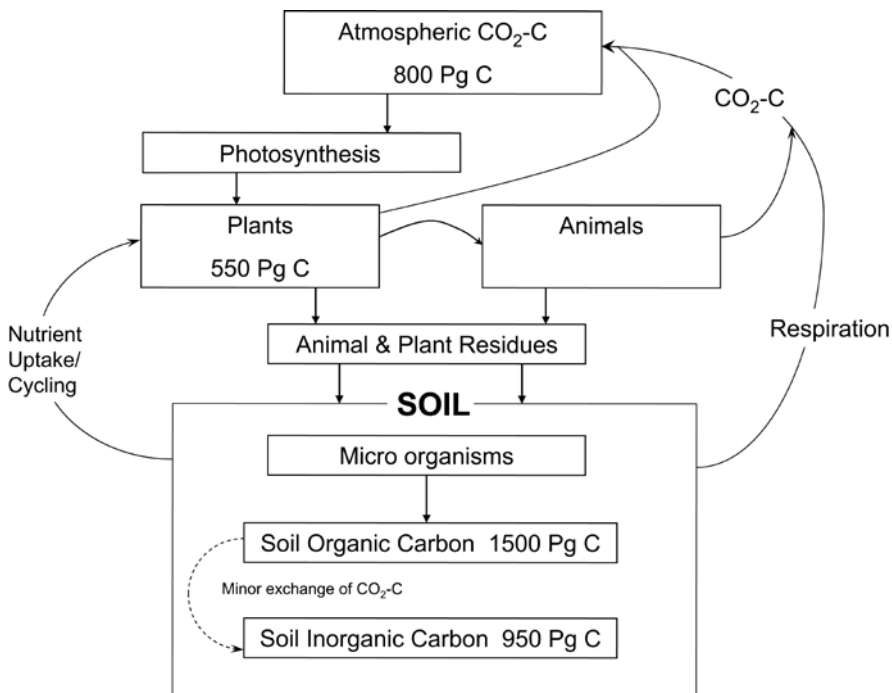 Atmospheric CO₂-C
800 Pg C
CO₂-C
Photosynthesis
Plants
550 Pg C
Animals
Nutrient
Uptake/
Cycling
Respiration
Animal & Plant Residues
SOIL
Micro organisms
Soil Organic Carbon 1500 Pg C
Minor exchange of CO₂-C
Soil Inorganic Carbon 950 Pg C